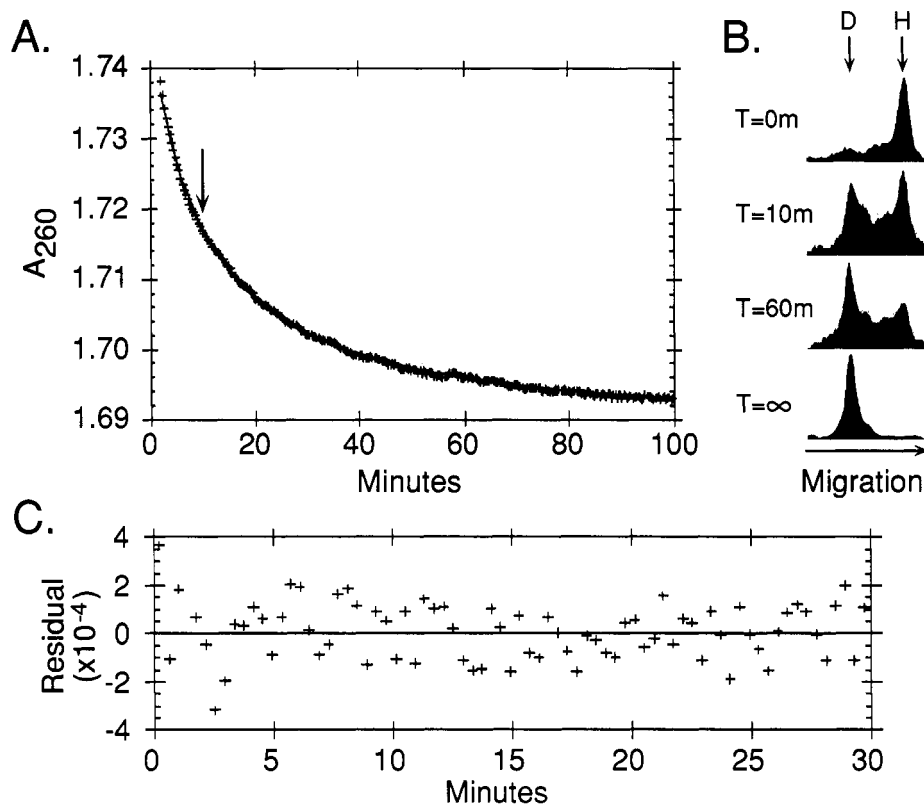 A.
1.74
1.73
1.72
1.71
1.70
1.69
A260
0 20 40 60 80 100
Minutes
B.
D H
T=0m
T=10m
T=60m
T=∞
Migration
C.
4
2
0
-2
-4
Residual
(x10-4)
0 5 10 15 20 25 30
Minutes